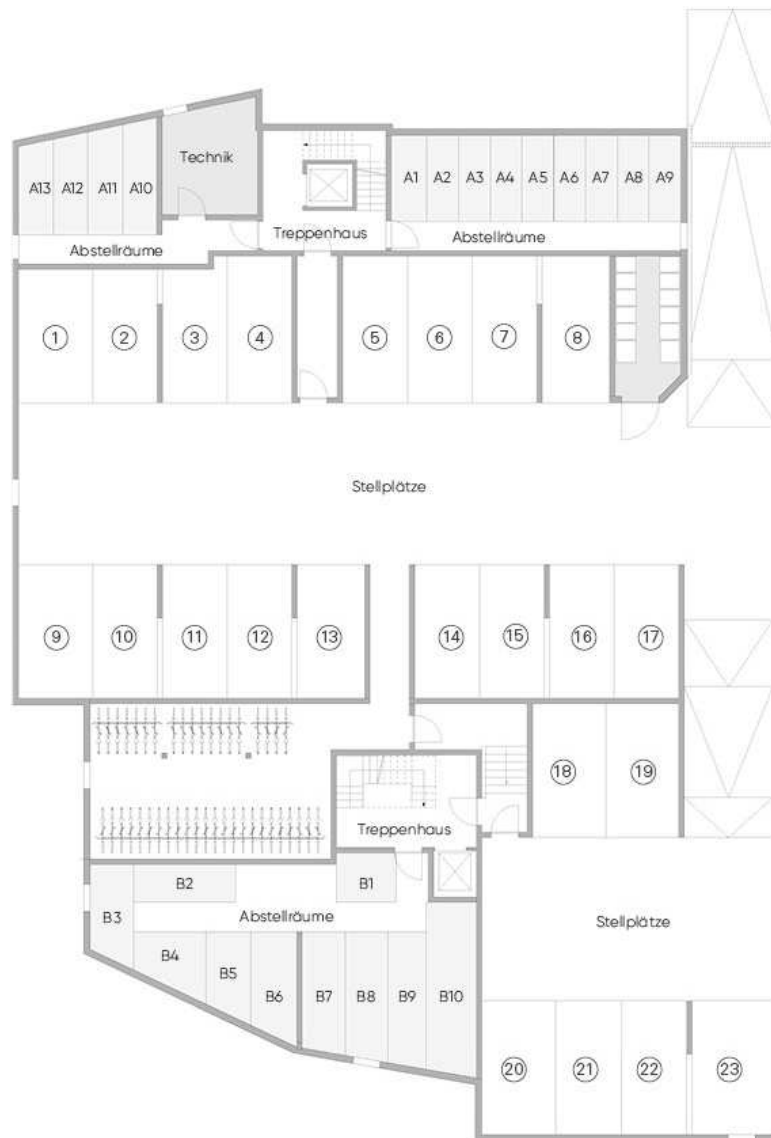 Technik
A13 A12 A11 A10
A1 A2 A3 A4 A5 A6 A7 A8 A9
Abstellräume
Treppenhaus
Abstellräume
1 2 3 4 5 6 7 8
Stellplätze
9 10 11 12 13 14 15 16 17
18 19
Treppenhaus
B2 B1
B3
Abstellräume
Stellplätze
B4 B5 B6 B7 B8 B9 B10
20 21 22 23